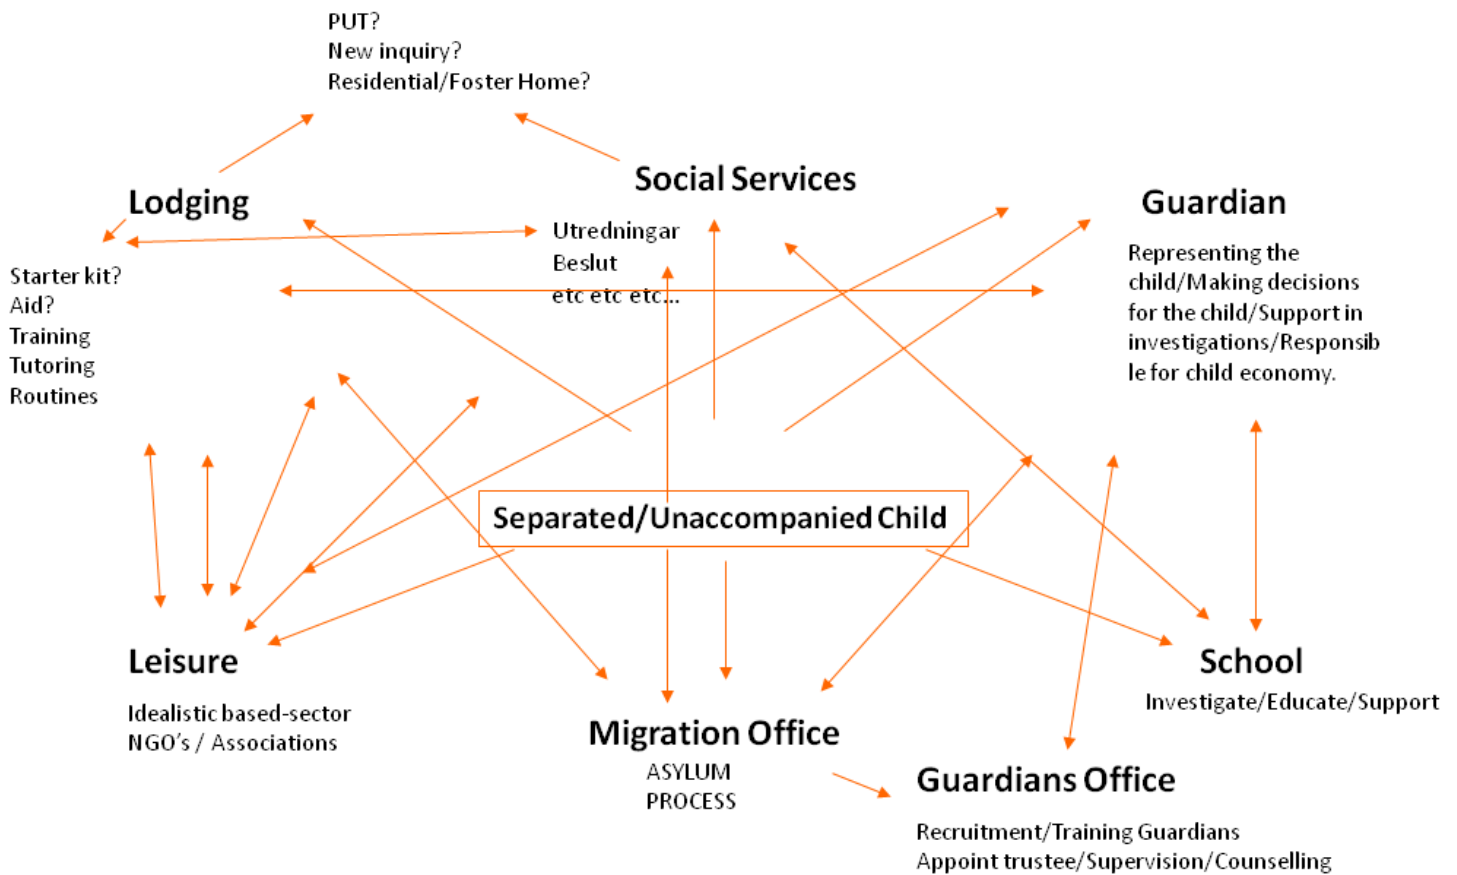 PUT?
New inquiry?
Residential/Foster Home?
Lodging
Social Services
Guardian
Starter kit?
Aid?
Training
Tutoring
Routines
Utredningar
Beslut
etc etc etc...
Representing the
child/Making decisions
for the child/Support in
investigations/Responsib
le for child economy.
Separated/Unaccompanied Child
Leisure
Idealistic based-sector
NGO's / Associations
Migration Office
ASYLUM
PROCESS
School
Investigate/Educate/Support
Guardians Office
Recruitment/Training Guardians
Appoint trustee/Supervision/Counselling